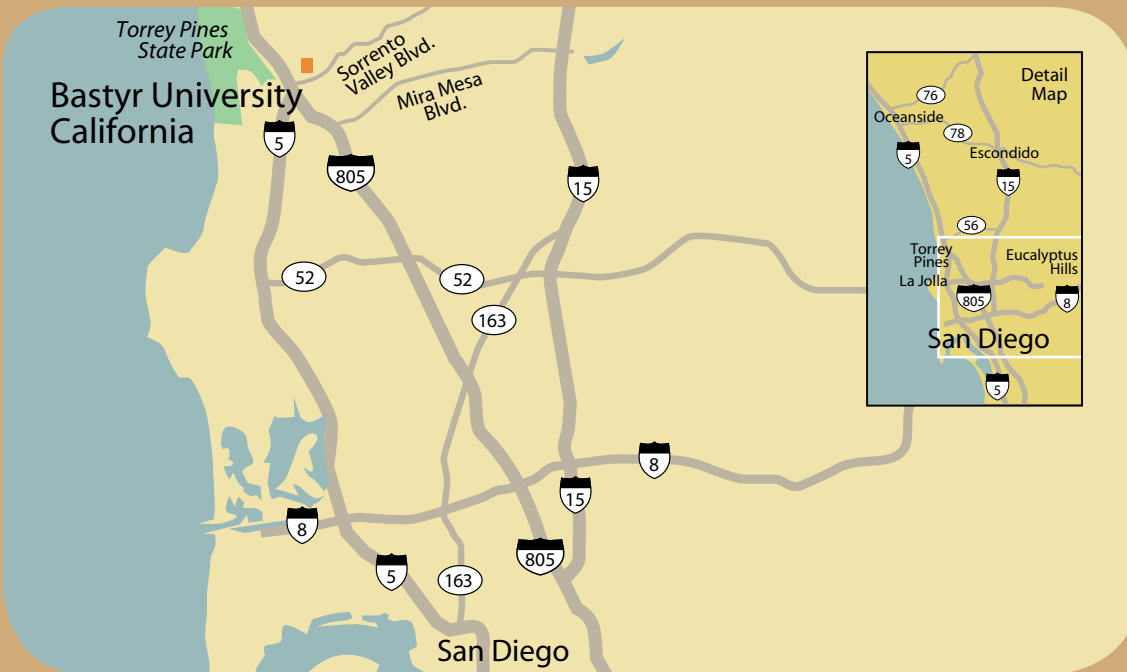 Torrey Pines
State Park
Sorrento
Valley Blvd.
Mira Mesa
Blvd.
Bastyr University
California
5
805
15
52
52
163
8
15
8
805
5
163
San Diego
Detail
Map
76
Oceanside
78
5
Escondido
15
56
Torrey
Pines
Eucalyptus
Hills
La Jolla
805
8
San Diego
5